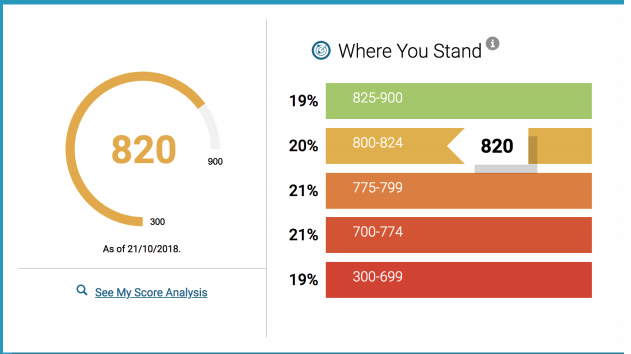 820
900
300
As of 21/10/2018.
See My Score Analysis
Where You Stand i
19% 825-900
20% 800-824 820
21% 775-799
21% 700-774
19% 300-699